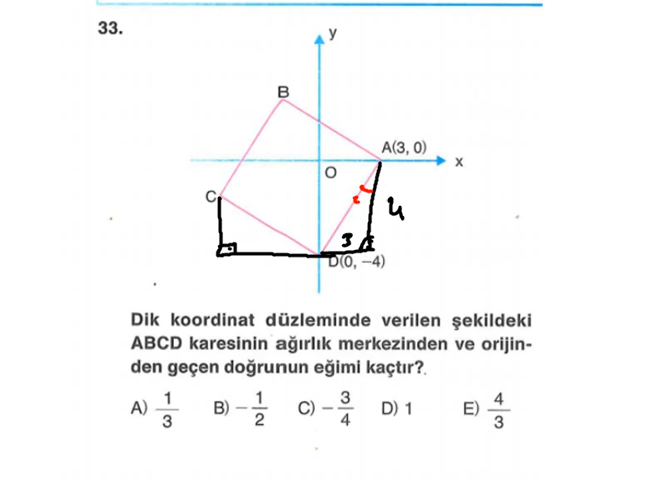 33.
y
B
A(3, 0)
x
O
C
4
3
D(0, −4)
Dik koordinat düzleminde verilen şekildeki
ABCD karesinin ağırlık merkezinden ve orijin-
den geçen doğrunun eğimi kaçtır?
A) 1/3 B) −1/2 C) −3/4 D) 1 E) 4/3